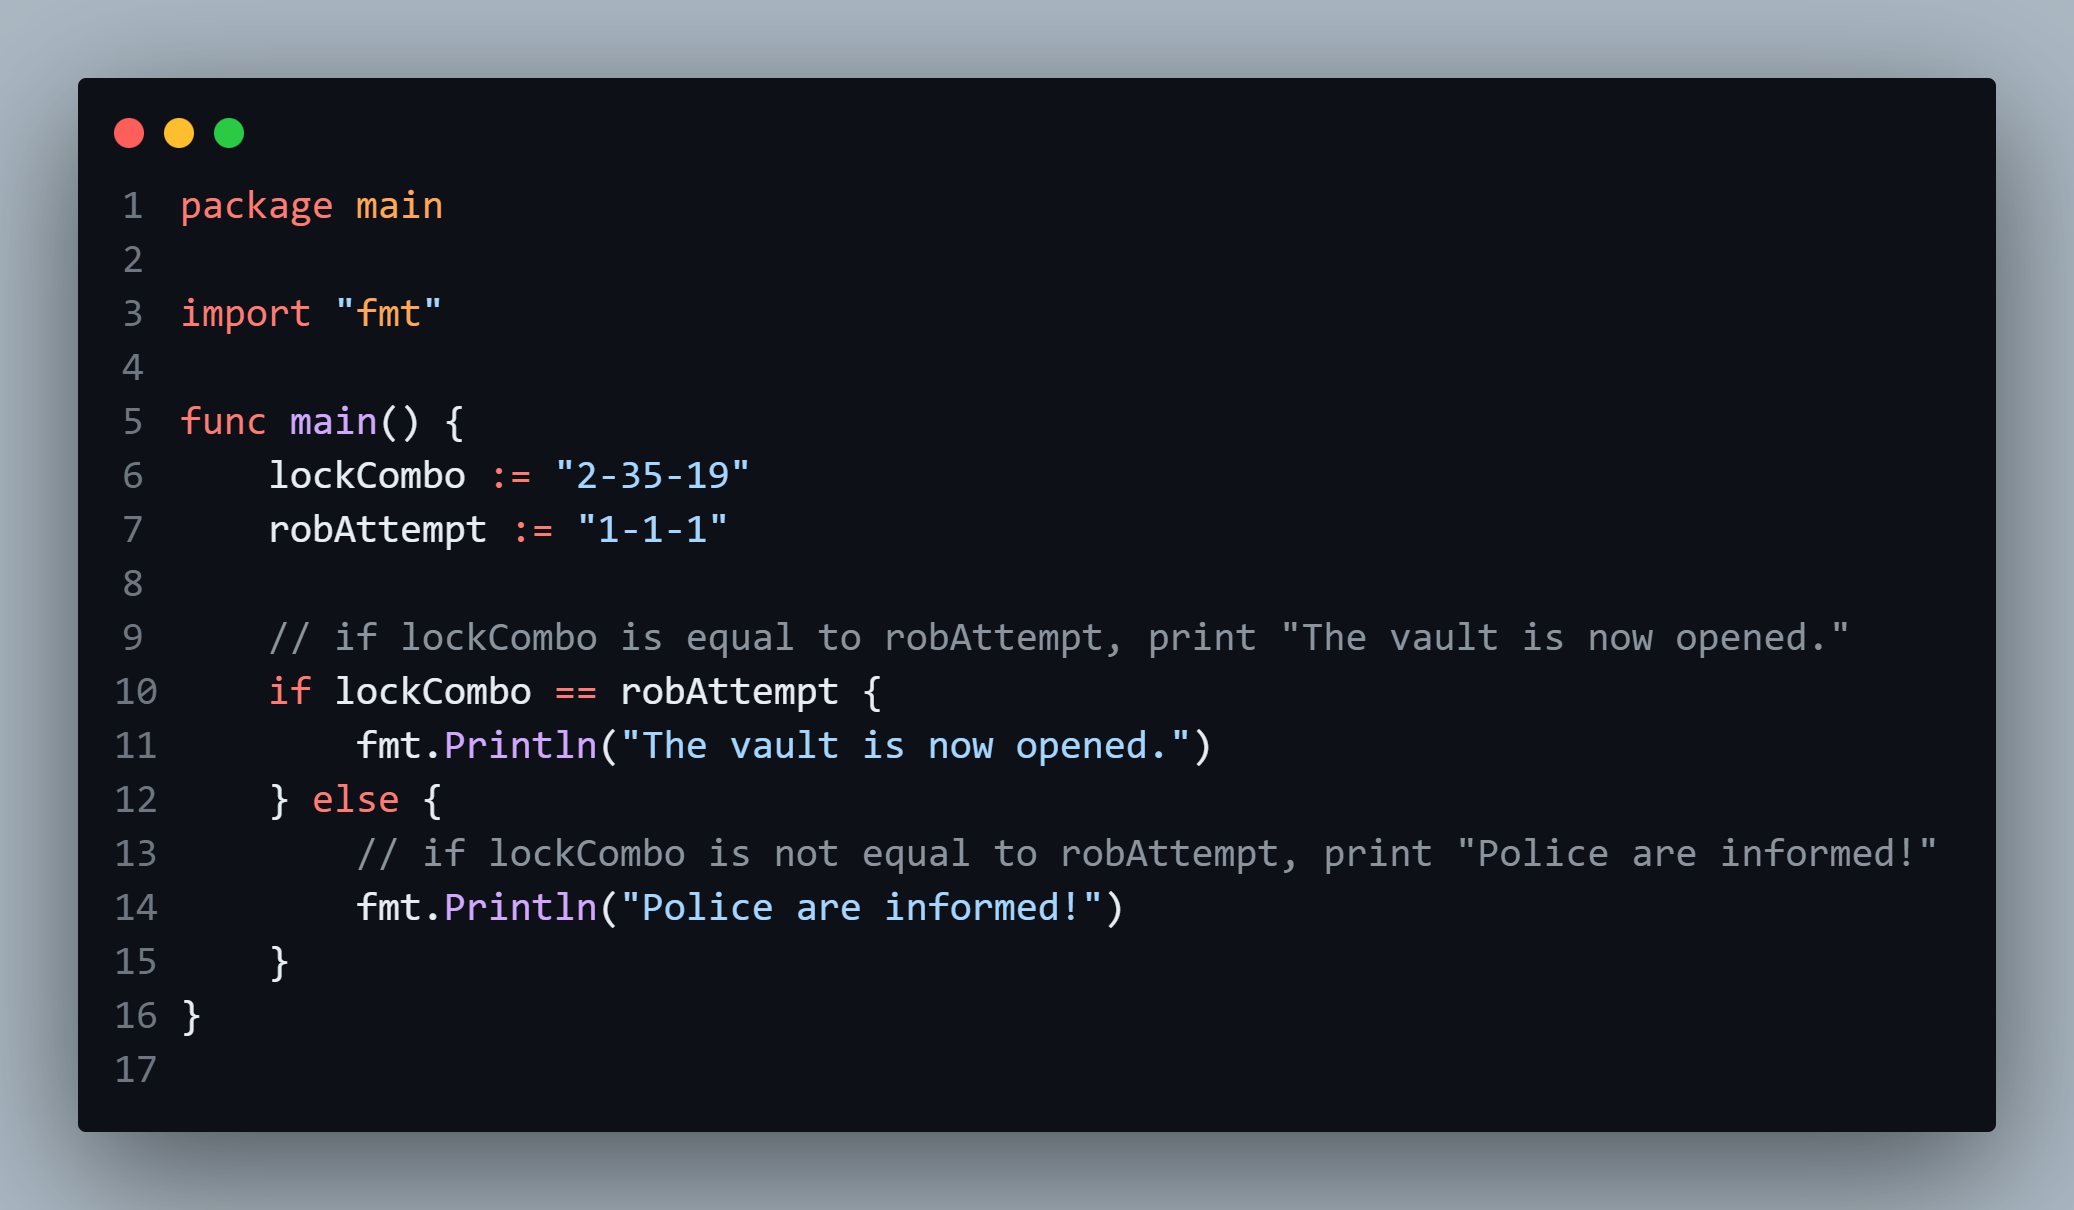 1 package main
2
3 import "fmt"
4
5 func main() {
6     lockCombo := "2-35-19"
7     robAttempt := "1-1-1"
8
9     // if lockCombo is equal to robAttempt, print "The vault is now opened."
10     if lockCombo == robAttempt {
11         fmt.Println("The vault is now opened.")
12     } else {
13         // if lockCombo is not equal to robAttempt, print "Police are informed!"
14         fmt.Println("Police are informed!")
15     }
16 }
17